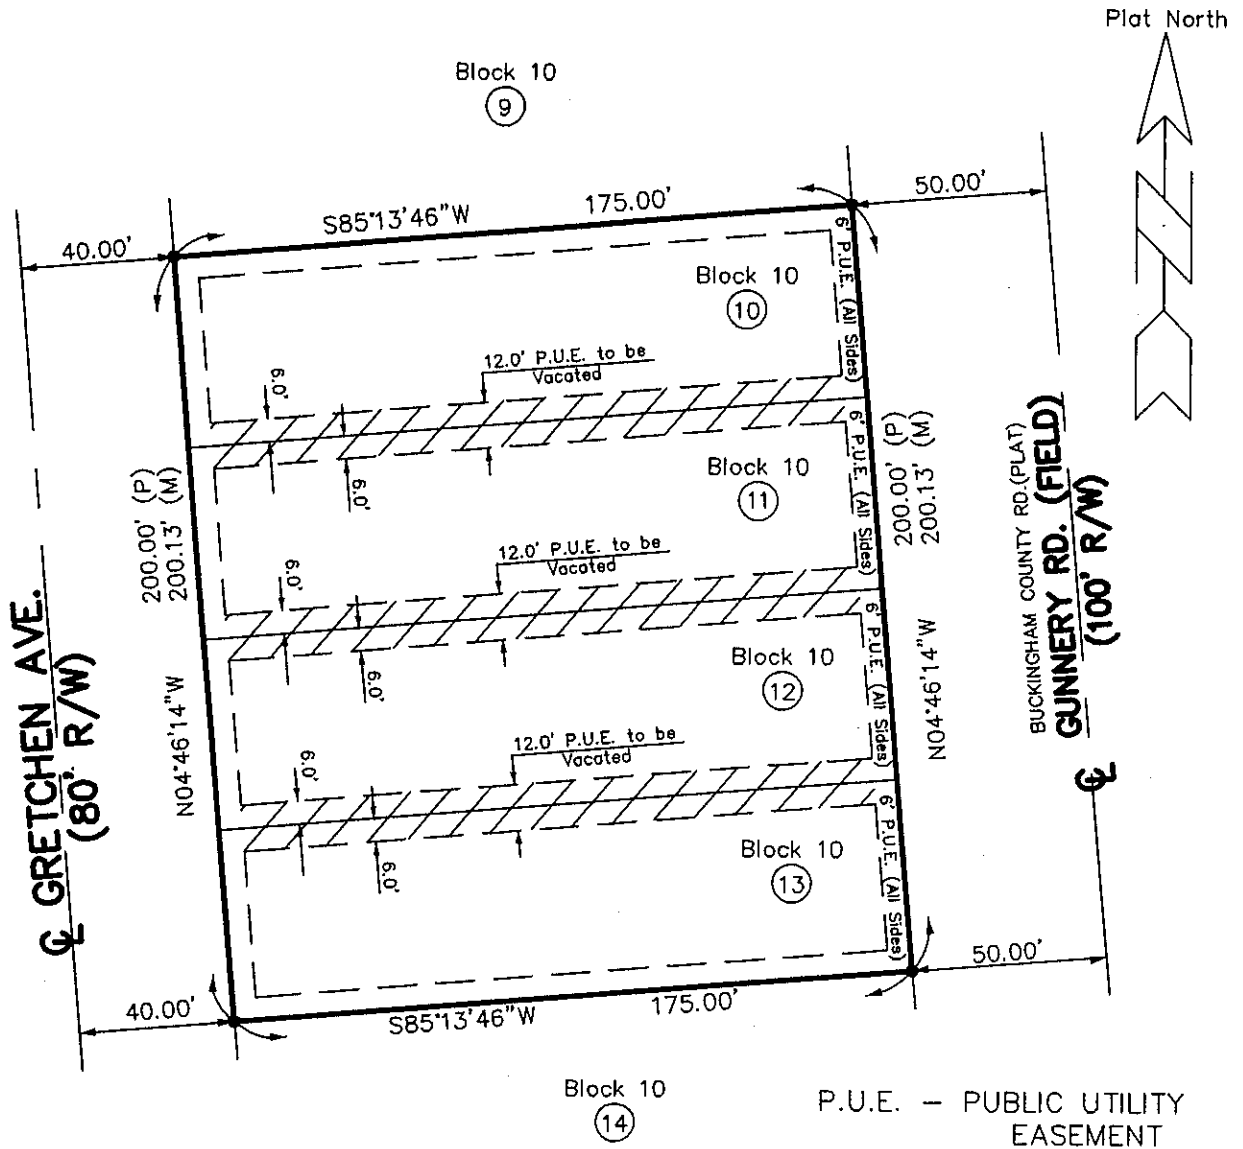 Plat North
Block 10
9
50.00'
175.00'
S85°13'46"W
40.00'
6' P.U.E. (All Sides)
Block 10
10
12.0' P.U.E. to be
Vacated
6.0'
6.0'
200.00' (P)
200.13' (M)
6' P.U.E. (All Sides)
Block 10
11
200.00' (P)
200.13' (M)
BUCKINGHAM COUNTY RD.(PLAT)
GUNNERY RD. (FIELD)
(100' R/W)
CL
12.0' P.U.E. to be
Vacated
6.0'
6.0'
CL GRETCHEN AVE.
(80' R/W)
N04°46'14"W
6' P.U.E. (All Sides)
Block 10
12
N04°46'14"W
12.0' P.U.E. to be
Vacated
6.0'
6.0'
6' P.U.E. (All Sides)
Block 10
13
50.00'
40.00'
S85°13'46"W
175.00'
Block 10
14
P.U.E. – PUBLIC UTILITY
EASEMENT